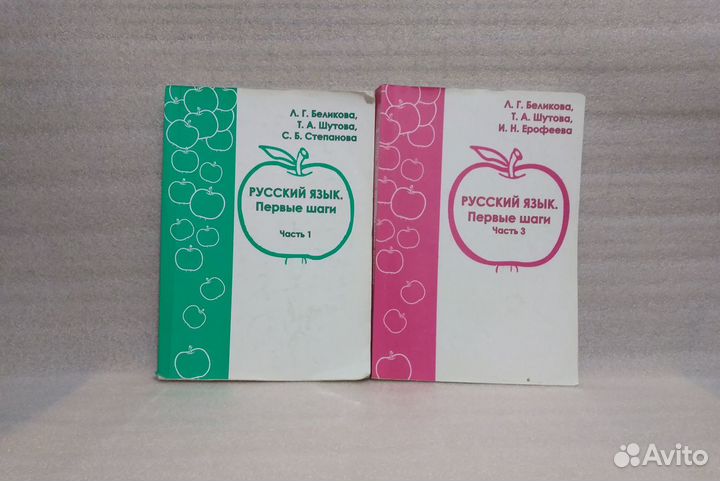 Л. Г. Беликова,
Т. А. Шутова,
С. Б. Степанова
РУССКИЙ ЯЗЫК.
Первые шаги
Часть 1
Л. Г. Беликова,
Т. А. Шутова,
И. Н. Ерофеева
РУССКИЙ ЯЗЫК.
Первые шаги
Часть 3
Avito